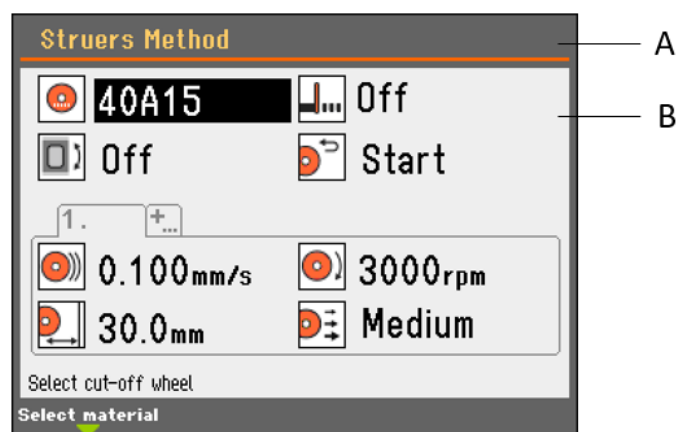 Struers Method
A
40A15 Off
B
Off Start
1. +...
0.100mm/s 3000rpm
30.0mm Medium
Select cut-off wheel
Select material